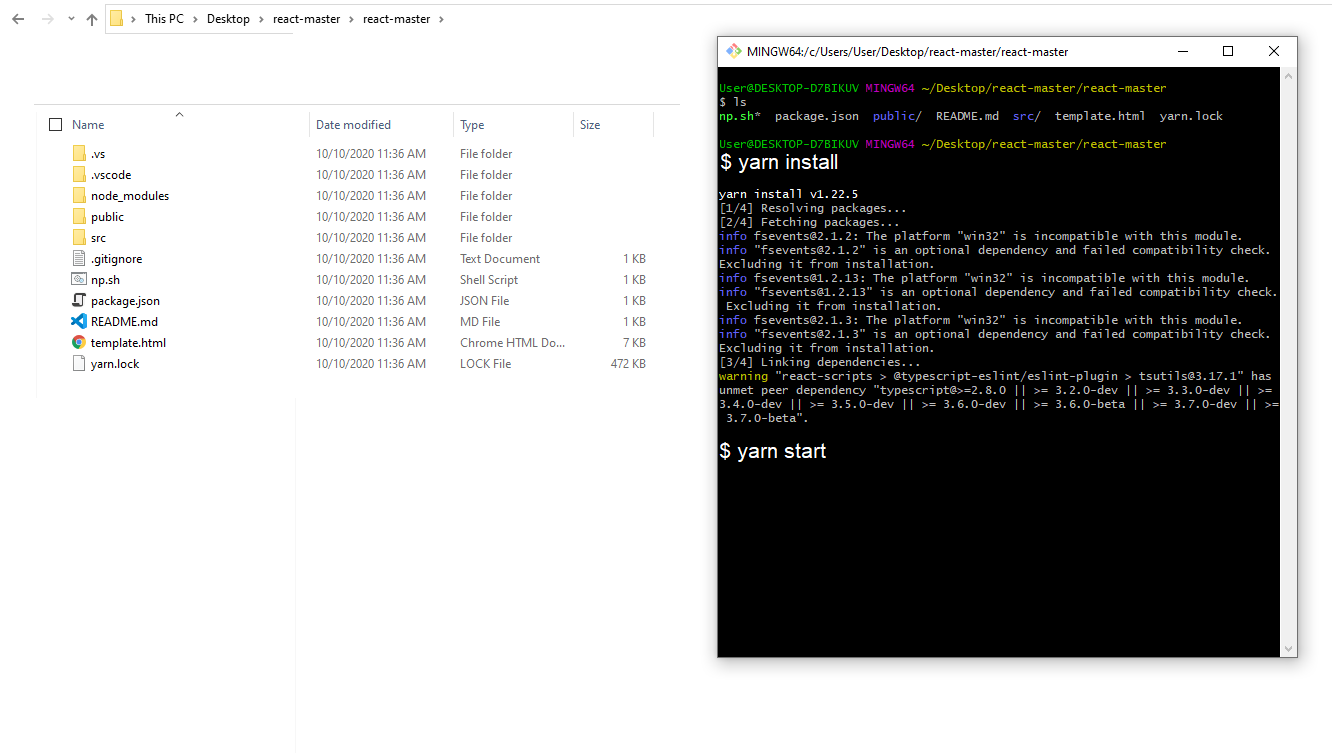 This PC > Desktop > react-master > react-master >
Name Date modified Type Size
.vs 10/10/2020 11:36 AM File folder
.vscode 10/10/2020 11:36 AM File folder
node_modules 10/10/2020 11:36 AM File folder
public 10/10/2020 11:36 AM File folder
src 10/10/2020 11:36 AM File folder
.gitignore 10/10/2020 11:36 AM Text Document 1 KB
np.sh 10/10/2020 11:36 AM Shell Script 1 KB
package.json 10/10/2020 11:36 AM JSON File 1 KB
README.md 10/10/2020 11:36 AM MD File 1 KB
template.html 10/10/2020 11:36 AM Chrome HTML Do... 7 KB
yarn.lock 10/10/2020 11:36 AM LOCK File 472 KB
MINGW64:/c/Users/User/Desktop/react-master/react-master
User@DESKTOP-D7BIKUV MINGW64 ~/Desktop/react-master/react-master
$ ls
np.sh* package.json public/ README.md src/ template.html yarn.lock
User@DESKTOP-D7BIKUV MINGW64 ~/Desktop/react-master/react-master
$ yarn install
yarn install v1.22.5
[1/4] Resolving packages...
[2/4] Fetching packages...
info fsevents@2.1.2: The platform "win32" is incompatible with this module.
info "fsevents@2.1.2" is an optional dependency and failed compatibility check.
Excluding it from installation.
info fsevents@1.2.13: The platform "win32" is incompatible with this module.
info "fsevents@1.2.13" is an optional dependency and failed compatibility check.
Excluding it from installation.
info fsevents@2.1.3: The platform "win32" is incompatible with this module.
info "fsevents@2.1.3" is an optional dependency and failed compatibility check.
Excluding it from installation.
[3/4] Linking dependencies...
warning "react-scripts > @typescript-eslint/eslint-plugin > tsutils@3.17.1" has
unmet peer dependency "typescript@>=2.8.0 || >= 3.2.0-dev || >= 3.3.0-dev || >=
3.4.0-dev || >= 3.5.0-dev || >= 3.6.0-dev || >= 3.6.0-beta || >= 3.7.0-dev || >=
3.7.0-beta".
$ yarn start